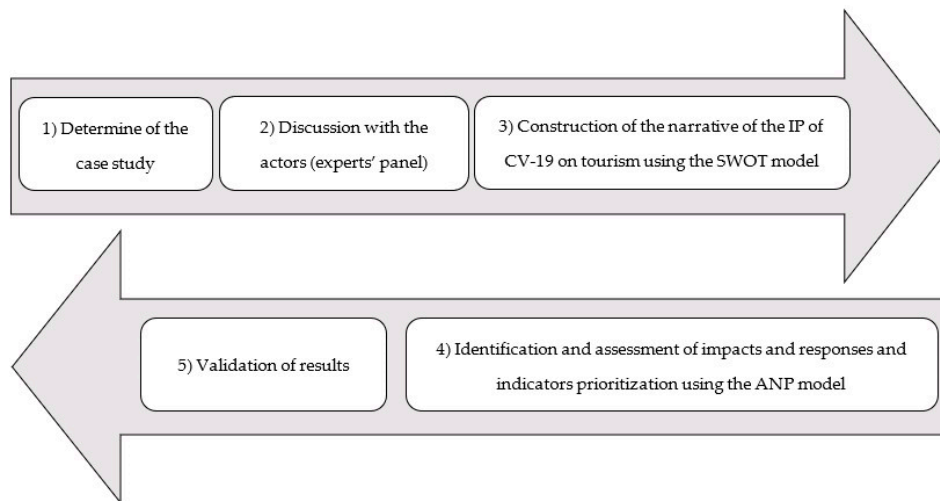 1) Determine of the
case study
2) Discussion with the
actors (experts' panel)
3) Construction of the narrative of the IP of
CV-19 on tourism using the SWOT model
4) Identification and assessment of impacts and responses and
indicators prioritization using the ANP model
5) Validation of results